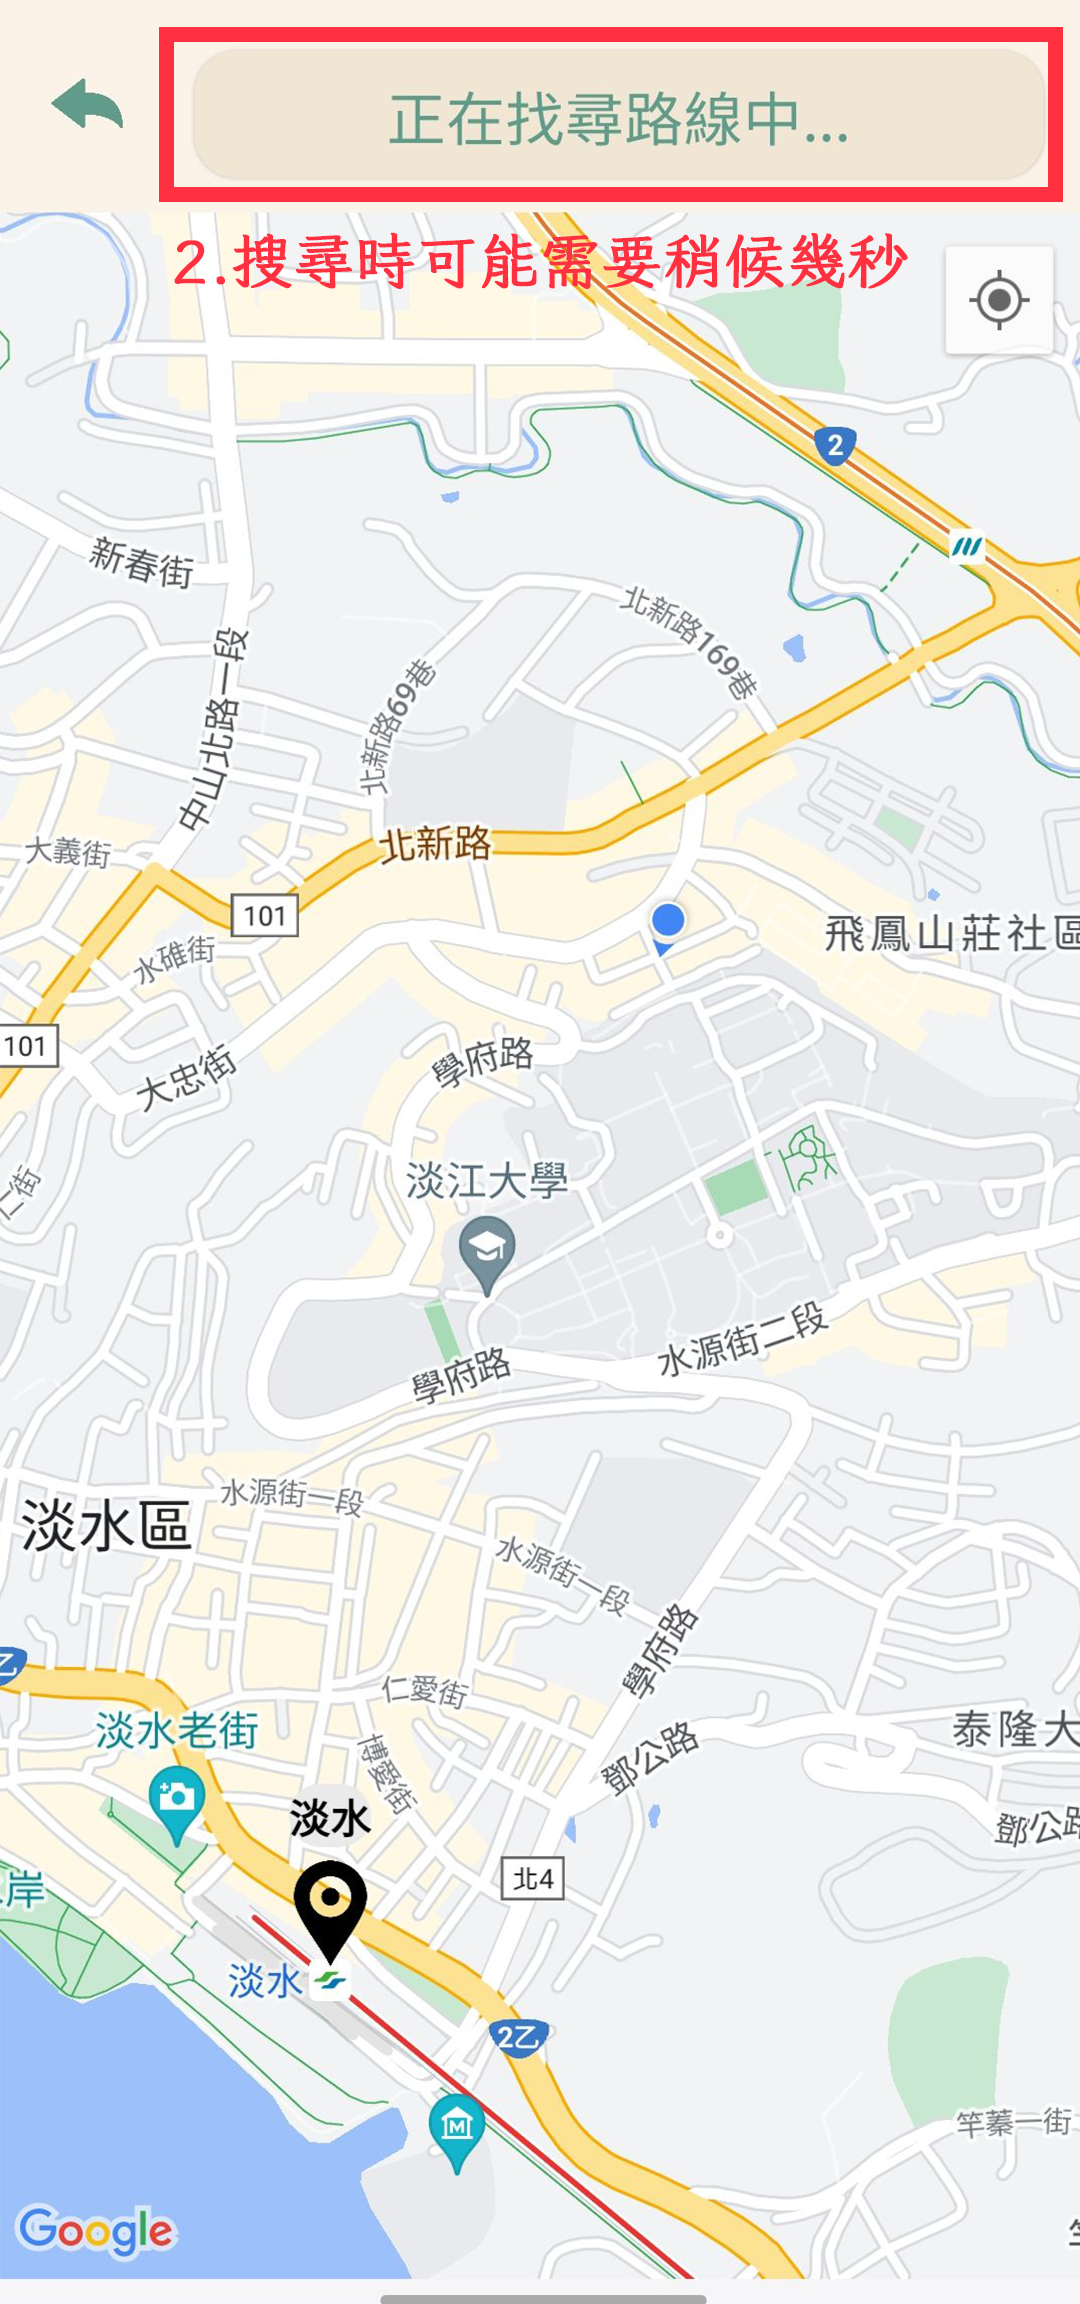 正在找尋路線中...
2.搜尋時可能需要稍候幾秒
2
新春街
北新路169巷
中山北路一段
北新路69巷
大義街
北新路
101
飛鳳山莊社區
水碓街
101
學府路
大忠街
淡江大學
仁街
水源街二段
學府路
水源街一段
淡水區
水源街一段
學府路
乙
仁愛街
淡水老街
泰隆大
博愛街
鄧公路
淡水
鄧公路
北4
岸
淡水
2乙
M
竿蓁一街
Google